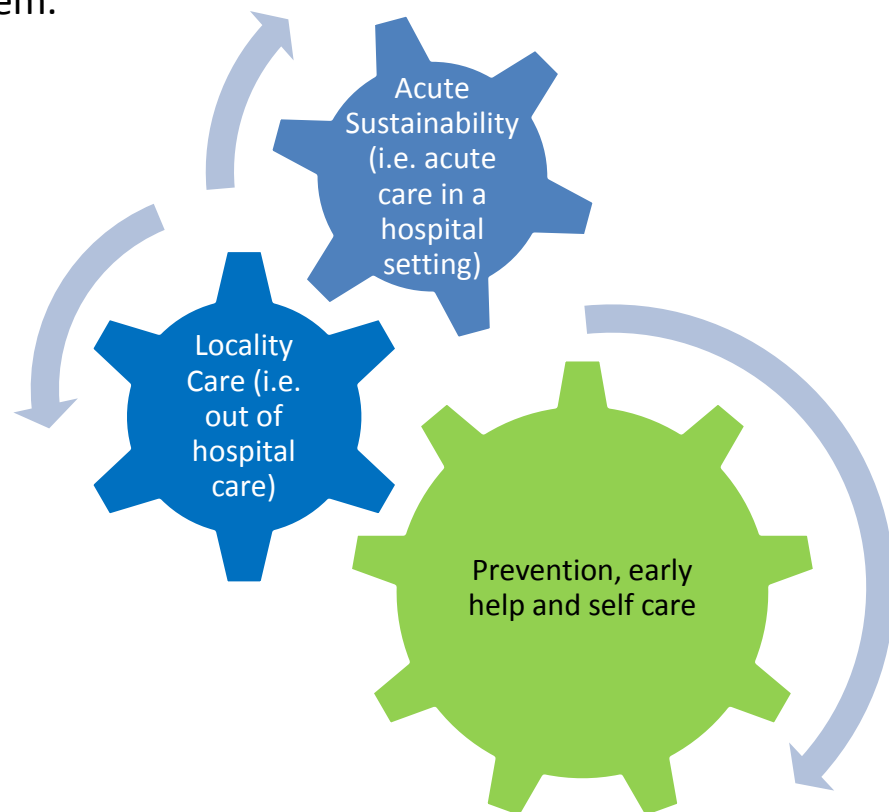 em.
Acute
Sustainability
(i.e. acute
care in a
hospital
setting)
Locality
Care (i.e.
out of
hospital
care)
Prevention, early
help and self care